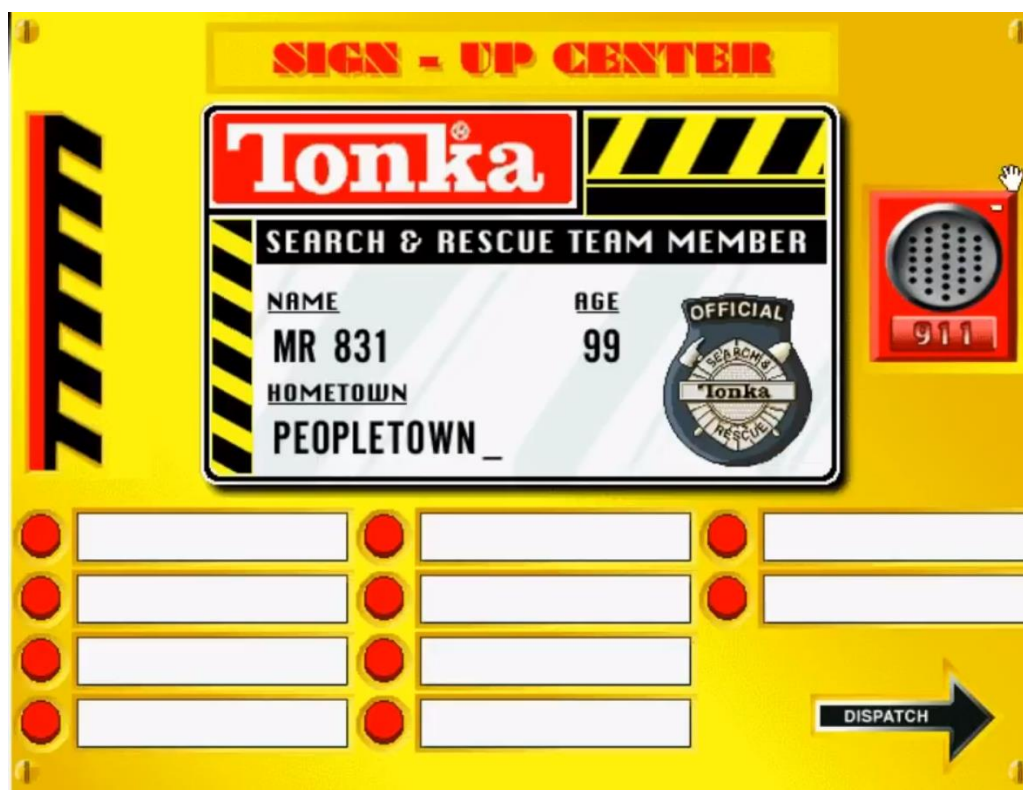 SIGN - UP CENTER
Tonka®
SEARCH & RESCUE TEAM MEMBER
NAME
AGE
MR 831
99
HOMETOWN
PEOPLETOWN_
OFFICIAL
SEARCH &
Tonka
RESCUE
911
DISPATCH